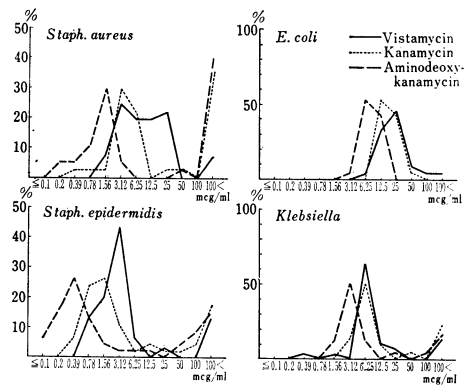 %
50
Staph. aureus
40
30
20
10
≦0.1 0.2 0.39 0.78 1.56 3.12 6.25 12.5 25 50 100 100<
mcg/ml
%
100
E. coli
Vistamycin
Kanamycin
Aminodeoxy-
kanamycin
50
≦0.1 0.2 0.39 0.78 1.56 3.12 6.25 12.5 25 50 100 100<
mcg/ml
%
50
Staph. epidermidis
40
30
20
10
≦0.1 0.2 0.39 0.78 1.56 3.12 6.25 12.5 25 50 100 100<
mcg/ml
%
100
Klebsiella
50
≦0.1 0.2 0.39 0.78 1.56 3.12 6.25 12.5 25 50 100 100<
mcg/ml